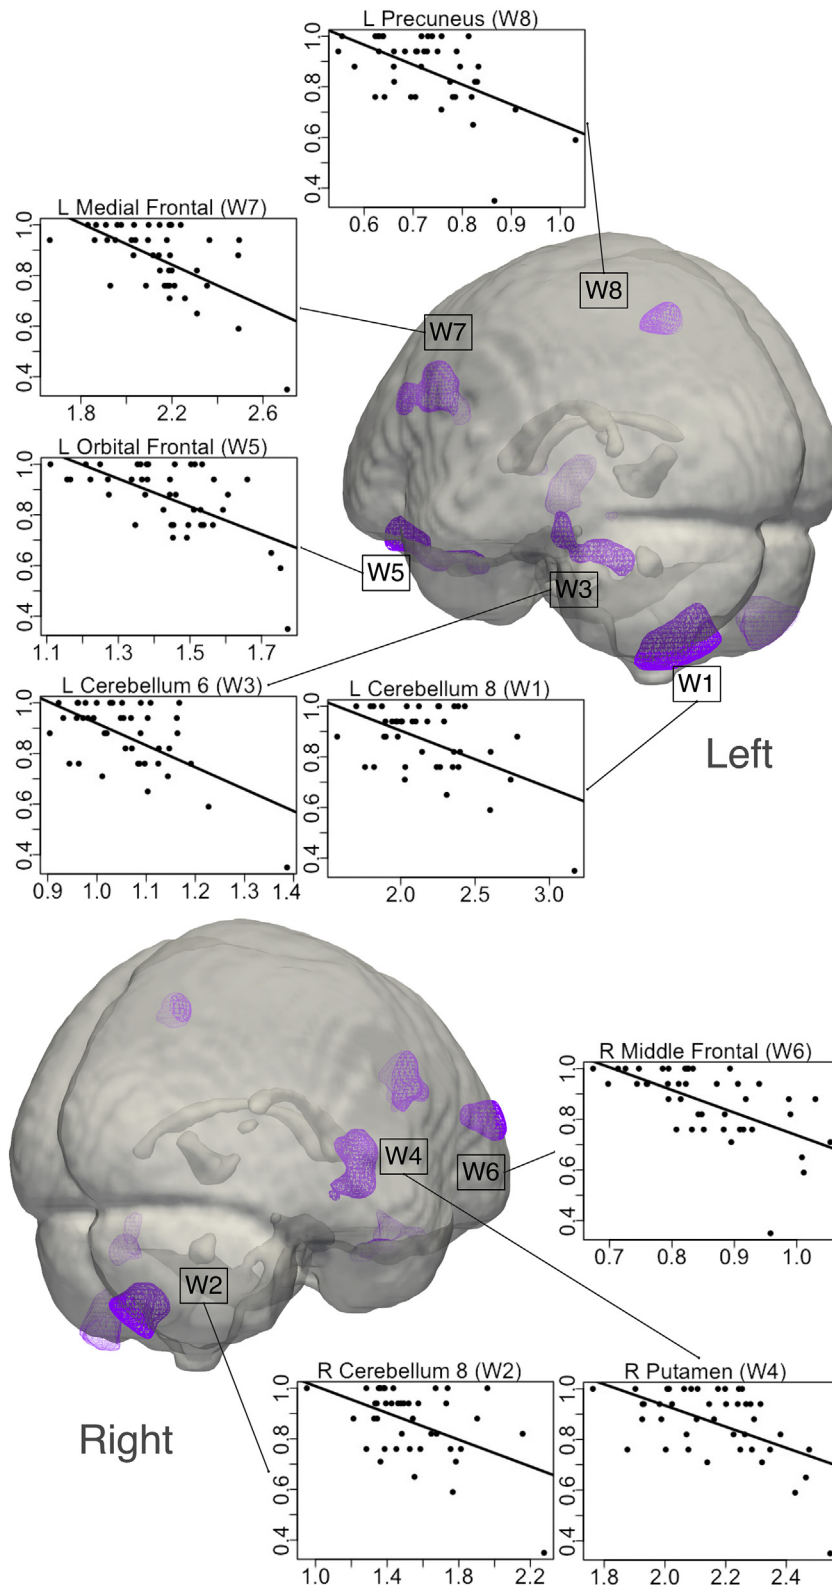 L Precuneus (W8)
1.0
0.8
0.6
0.4
0.6 0.7 0.8 0.9 1.0
L Medial Frontal (W7)
1.0
0.8
0.6
0.4
1.8 2.2 2.6
W8
W7
L Orbital Frontal (W5)
1.0
0.8
0.6
0.4
1.1 1.3 1.5 1.7
W5
W3
W1
L Cerebellum 6 (W3)
1.0
0.8
0.6
0.4
0.9 1.0 1.1 1.2 1.3 1.4
L Cerebellum 8 (W1)
1.0
0.8
0.6
0.4
2.0 2.5 3.0
Left
R Middle Frontal (W6)
1.0
0.8
0.6
0.4
0.7 0.8 0.9 1.0
W4
W6
W2
R Cerebellum 8 (W2)
1.0
0.8
0.6
0.4
1.0 1.4 1.8 2.2
R Putamen (W4)
1.0
0.8
0.6
0.4
1.8 2.0 2.2 2.4
Right